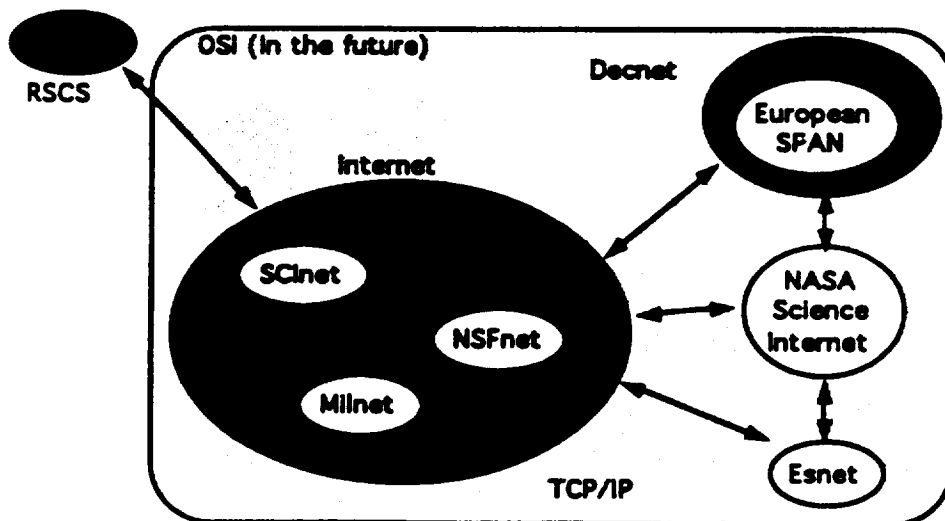 OSI (in the future)
RSCS
Decnet
European
SPAN
Internet
SCInet
NSFnet
Milnet
NASA
Science
Internet
Esnet
TCP/IP